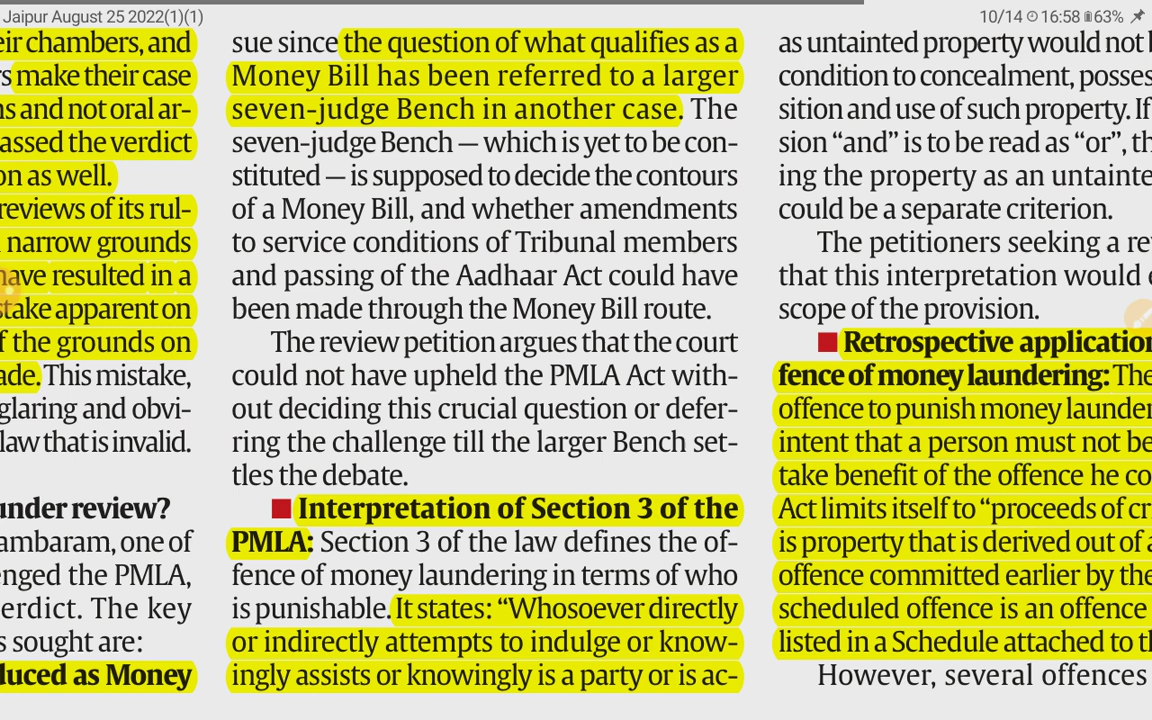 Jaipur August 25 2022(1)(1)
10/14 16:58 63%
eir chambers, and
rs make their case
ns and not oral ar-
assed the verdict
on as well.
reviews of its rul-
narrow grounds
have resulted in a
stake apparent on
f the grounds on
ade. This mistake,
glaring and obvi-
law that is invalid.
under review?
ambaram, one of
enged the PMLA,
erdict. The key
s sought are:
duced as Money
sue since the question of what qualifies as a
Money Bill has been referred to a larger
seven-judge Bench in another case. The
seven-judge Bench — which is yet to be con-
stituted — is supposed to decide the contours
of a Money Bill, and whether amendments
to service conditions of Tribunal members
and passing of the Aadhaar Act could have
been made through the Money Bill route.
The review petition argues that the court
could not have upheld the PMLA Act with-
out deciding this crucial question or defer-
ring the challenge till the larger Bench set-
tles the debate.
Interpretation of Section 3 of the
PMLA: Section 3 of the law defines the of-
fence of money laundering in terms of who
is punishable. It states: “Whosoever directly
or indirectly attempts to indulge or know-
ingly assists or knowingly is a party or is ac-
as untainted property would not b
condition to concealment, posses
sition and use of such property. If
sion “and” is to be read as “or”, th
ing the property as an untainte
could be a separate criterion.
The petitioners seeking a rev
that this interpretation would e
scope of the provision.
Retrospective application
fence of money laundering: The
offence to punish money launder
intent that a person must not be
take benefit of the offence he co
Act limits itself to “proceeds of cr
is property that is derived out of a
offence committed earlier by the
scheduled offence is an offence
listed in a Schedule attached to th
However, several offences